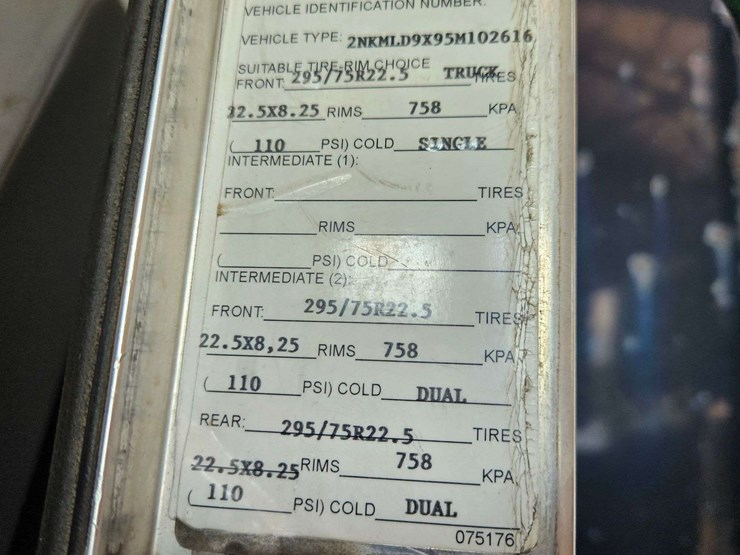 VEHICLE IDENTIFICATION NUMBER:
VEHICLE TYPE: 2NKMLD9X95M102616
SUITABLE TIRE-RIM CHOICE TRUCK
FRONT: 295/75R22.5 TIRES
22.5X8.25 RIMS 758 KPA
( 110 PSI) COLD SINGLE
INTERMEDIATE (1):
FRONT: TIRES
RIMS KPA
( PSI) COLD
INTERMEDIATE (2):
FRONT: 295/75R22.5 TIRES
22.5X8,25 RIMS 758 KPA
( 110 PSI) COLD DUAL
REAR: 295/75R22.5 TIRES
22.5X8.25 RIMS 758 KPA
( 110 PSI) COLD DUAL
075176